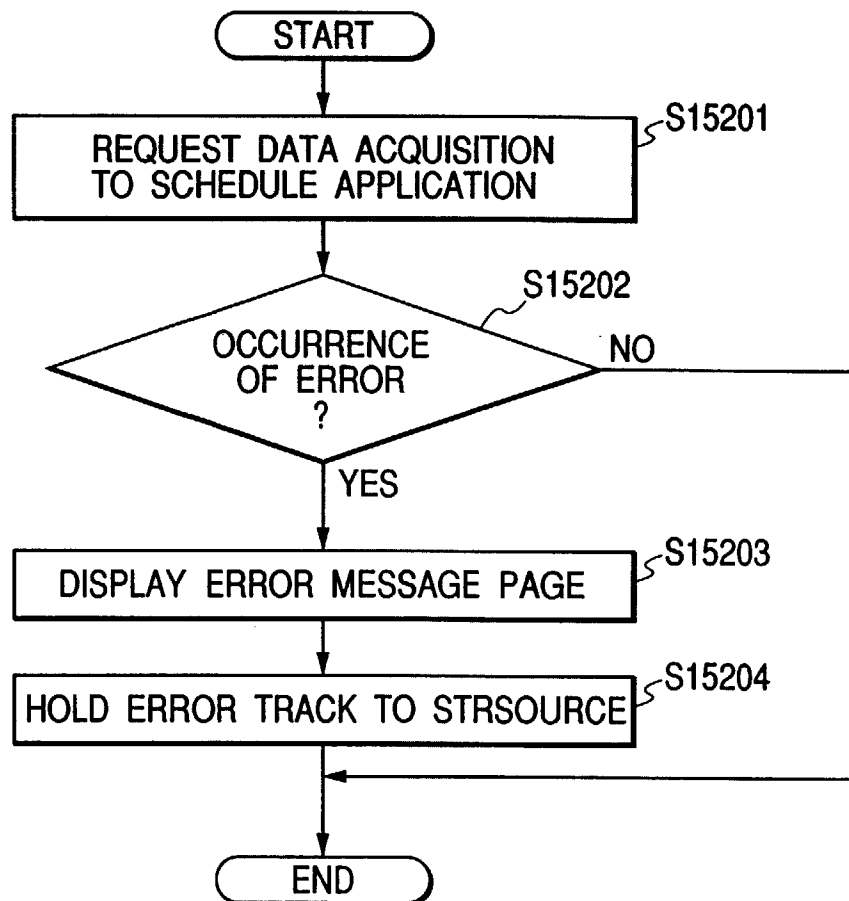 START
S15201
REQUEST DATA ACQUISITION
TO SCHEDULE APPLICATION
S15202
OCCURRENCE
OF ERROR
?
NO
YES
S15203
DISPLAY ERROR MESSAGE PAGE
S15204
HOLD ERROR TRACK TO STRSOURCE
END